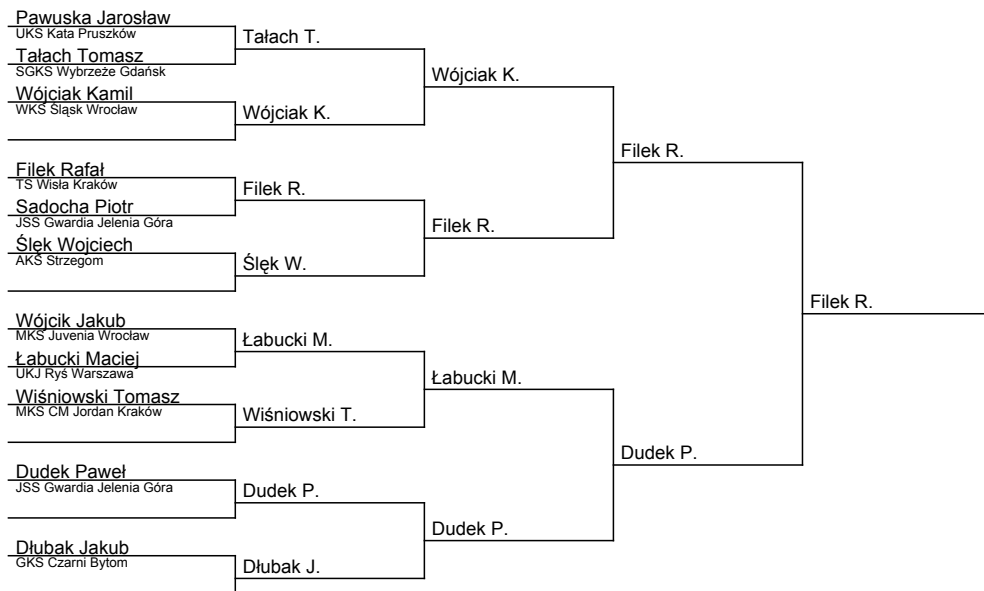 Pawuska Jarosław
UKS Kata Pruszków
Tałach Tomasz
SGKS Wybrzeże Gdańsk
Wójciak Kamil
WKS Śląsk Wrocław
Filek Rafał
TS Wisła Kraków
Sadocha Piotr
JSS Gwardia Jelenia Góra
Ślęk Wojciech
AKS Strzegom
Wójcik Jakub
MKS Juvenia Wrocław
Łabucki Maciej
UKJ Ryś Warszawa
Wiśniowski Tomasz
MKS CM Jordan Kraków
Dudek Paweł
JSS Gwardia Jelenia Góra
Dłubak Jakub
GKS Czarni Bytom
Tałach T.
Wójciak K.
Filek R.
Ślęk W.
Łabucki M.
Wiśniowski T.
Dudek P.
Dłubak J.
Wójciak K.
Filek R.
Łabucki M.
Dudek P.
Filek R.
Dudek P.
Filek R.